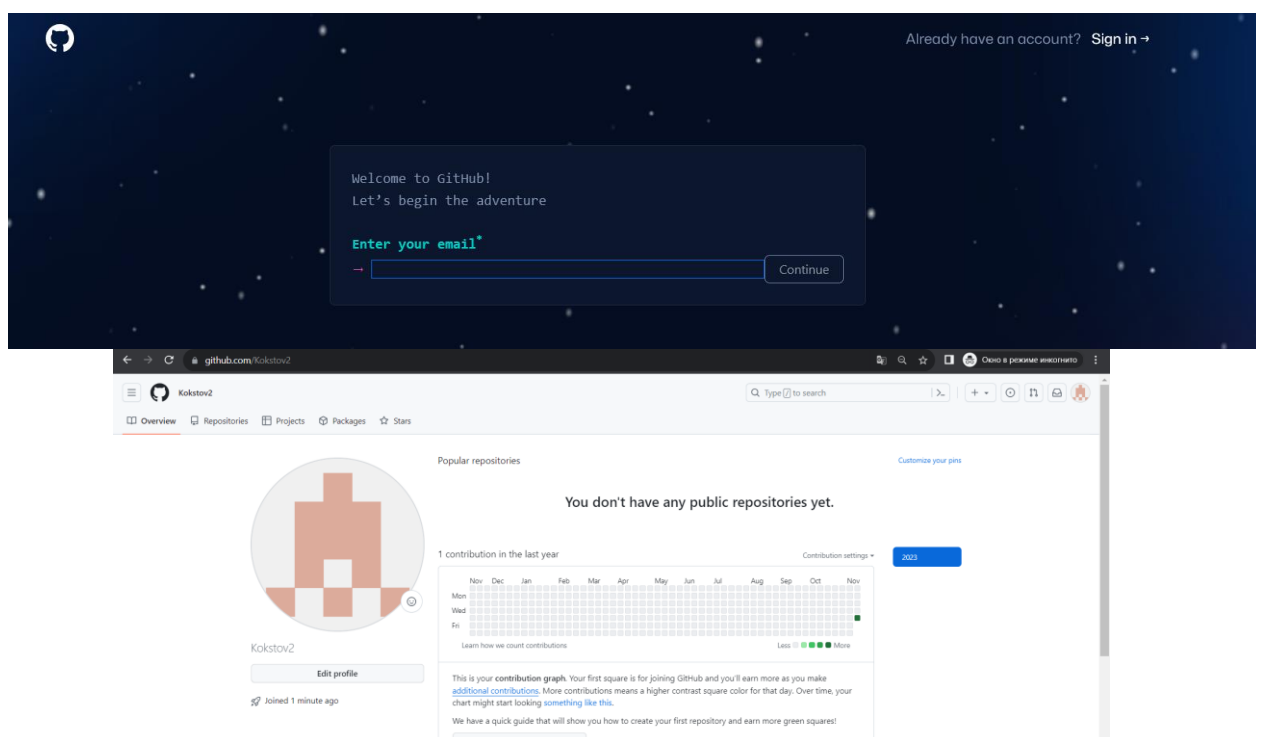 Already have an account? Sign in →
Welcome to GitHub!
Let's begin the adventure
Enter your email*
→ Continue
github.com/Kokstov2 Окно в режиме инкогнито
Kokstov2 Type / to search
Overview Repositories Projects Packages Stars
Popular repositories Customize your pins
You don't have any public repositories yet.
1 contribution in the last year Contribution settings 2023
Nov Dec Jan Feb Mar Apr May Jun Jul Aug Sep Oct Nov
Mon
Wed
Fri
Learn how we count contributions Less More
Kokstov2
Edit profile
Joined 1 minute ago
This is your contribution graph. Your first square is for joining GitHub and you'll earn more as you make
additional contributions. More contributions means a higher contrast square color for that day. Over time, your
chart might start looking something like this.
We have a quick guide that will show you how to create your first repository and earn more green squares!